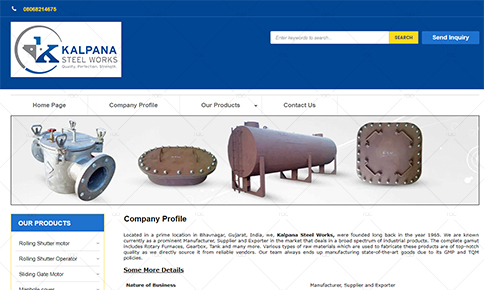 08068214675
KALPANA
STEEL WORKS
Quality. Perfection. Strength.
Enter keywords to search..
SEARCH
Send Inquiry
Home Page
Company Profile
Our Products
Contact Us
OUR PRODUCTS
Rolling Shutter motor
Rolling Shutter Operator
Sliding Gate Motor
Manhole cover
Company Profile
Located in a prime location in Bhavnagar, Gujarat, India, we, Kalpana Steel Works, were founded long back in the year 1965. We are known
currently as a prominent Manufacturer, Supplier and Exporter in the market that deals in a broad spectrum of industrial products. The complete gamut
includes Rotary Furnaces, Gearbox, Tank and many more. Various types of raw materials which are used to fabricate these products are of top-notch
quality as we directly source it from reliable vendors. Our team always ends up manufacturing state-of-the-art goods due to its GMP and TQM
policies.
Some More Details
Nature of Business
Manufacturer, Supplier and Exporter